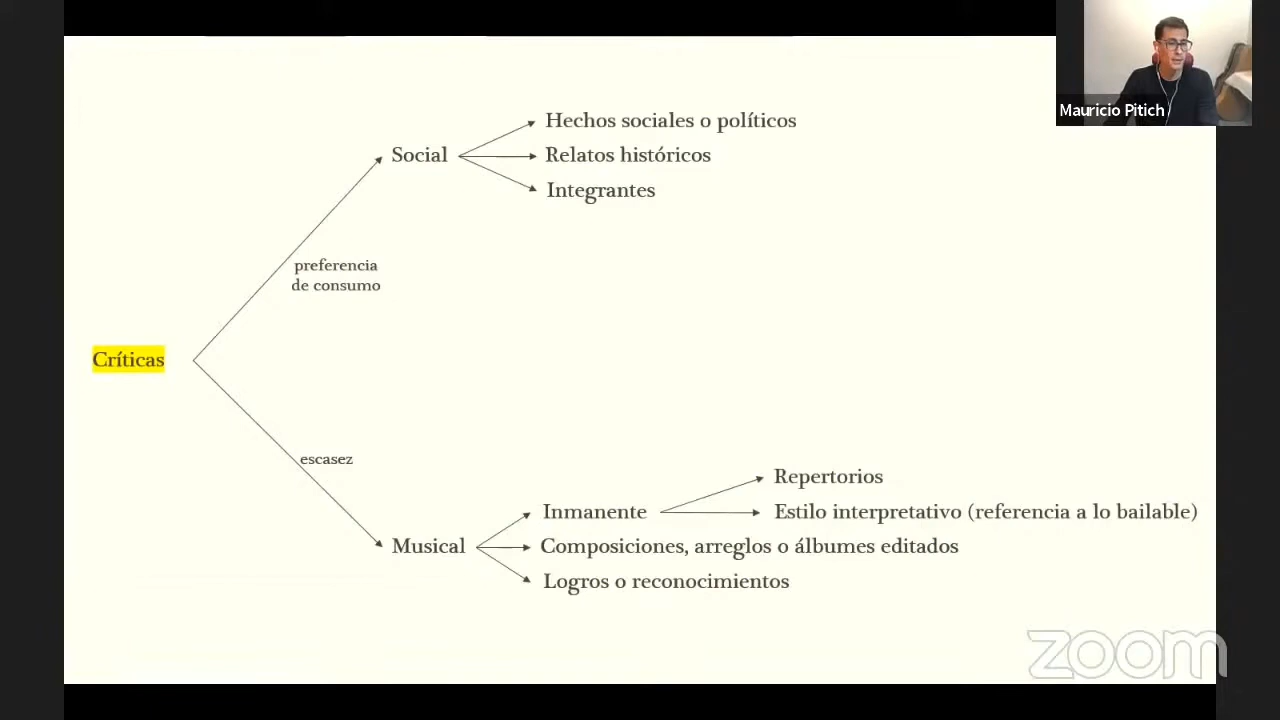 Mauricio Pitich
Hechos sociales o políticos
Social
Relatos históricos
Integrantes
preferencia
de consumo
Críticas
escasez
Repertorios
Inmanente
Estilo interpretativo (referencia a lo bailable)
Musical
Composiciones, arreglos o álbumes editados
Logros o reconocimientos
zoom